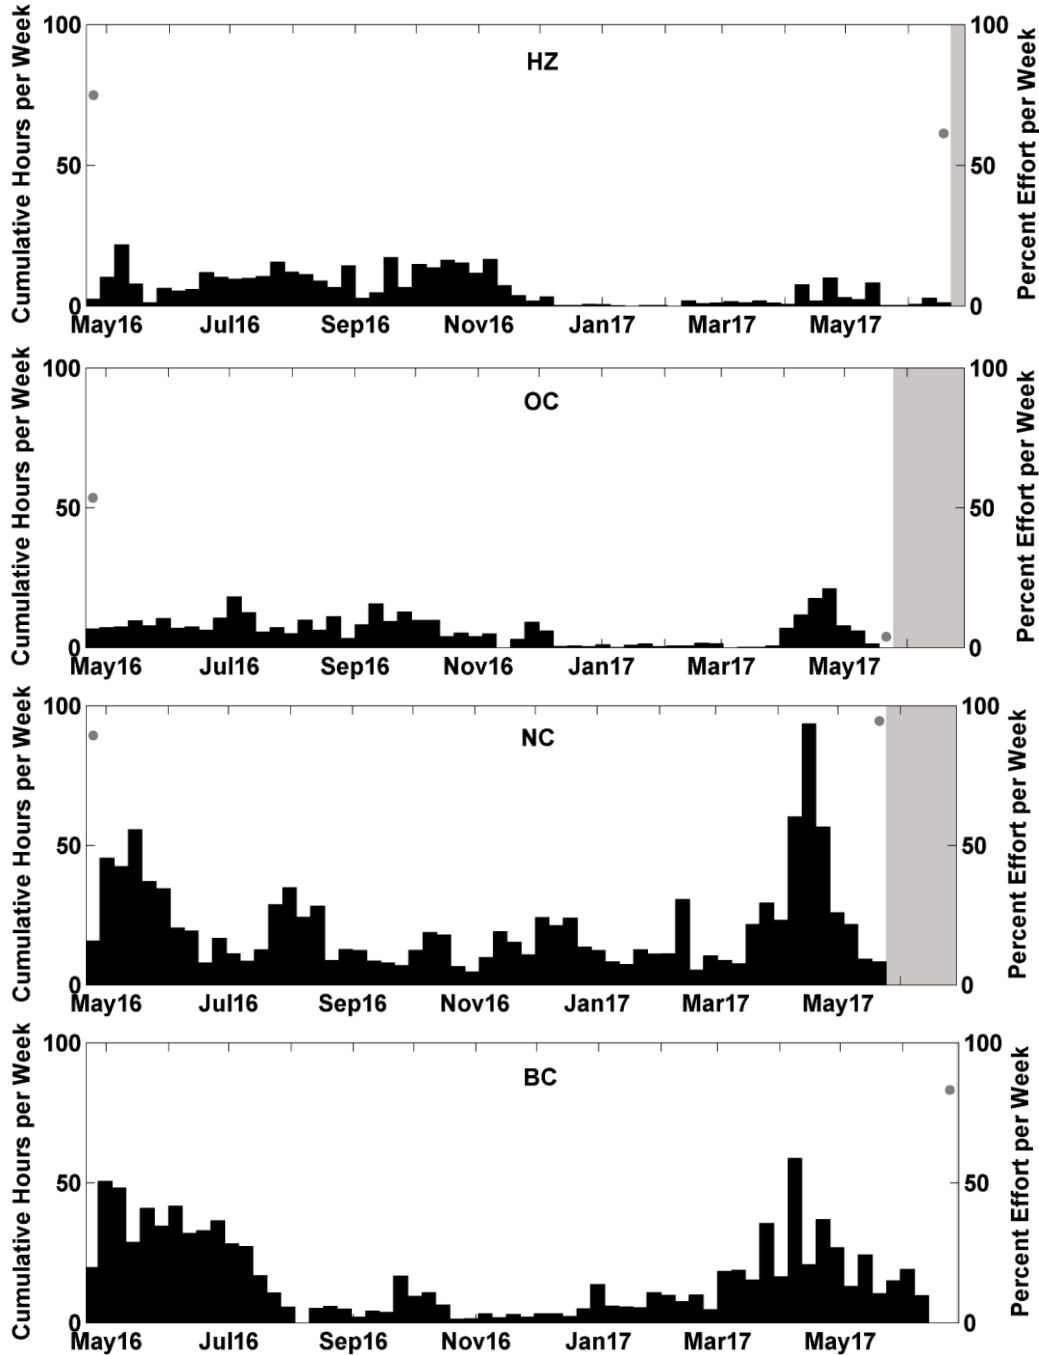 HZ
Cumulative Hours per Week
Percent Effort per Week
100 50 0
100 50 0
May16 Jul16 Sep16 Nov16 Jan17 Mar17 May17
OC
Cumulative Hours per Week
Percent Effort per Week
100 50 0
100 50 0
May16 Jul16 Sep16 Nov16 Jan17 Mar17 May17
NC
Cumulative Hours per Week
Percent Effort per Week
100 50 0
100 50 0
May16 Jul16 Sep16 Nov16 Jan17 Mar17 May17
BC
Cumulative Hours per Week
Percent Effort per Week
100 50 0
100 50 0
May16 Jul16 Sep16 Nov16 Jan17 Mar17 May17